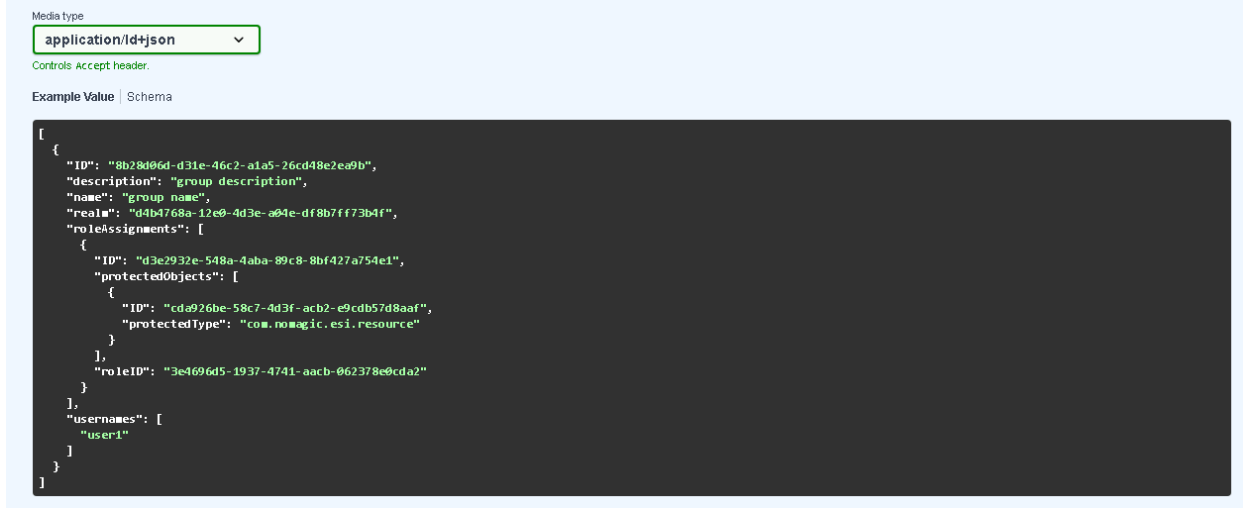 Media type
application/ld+json
Controls Accept header.
Example Value | Schema
[
  {
    "ID": "8b28d06d-d31e-46c2-a1a5-26cd48e2ea9b",
    "description": "group description",
    "name": "group name",
    "realm": "d4b4768a-12e0-4d3e-a04e-df8b7ff73b4f",
    "roleAssignments": [
      {
        "ID": "d3e2932e-548a-4aba-89c8-8bf427a754e1",
        "protectedObjects": [
          {
            "ID": "cda926be-58c7-4d3f-acb2-e9cdb57d8aaf",
            "protectedType": "com.nomagic.esi.resource"
          }
        ],
        "roleID": "3e4696d5-1937-4741-aacb-062378e0cda2"
      }
    ],
    "usernames": [
      "user1"
    ]
  }
]